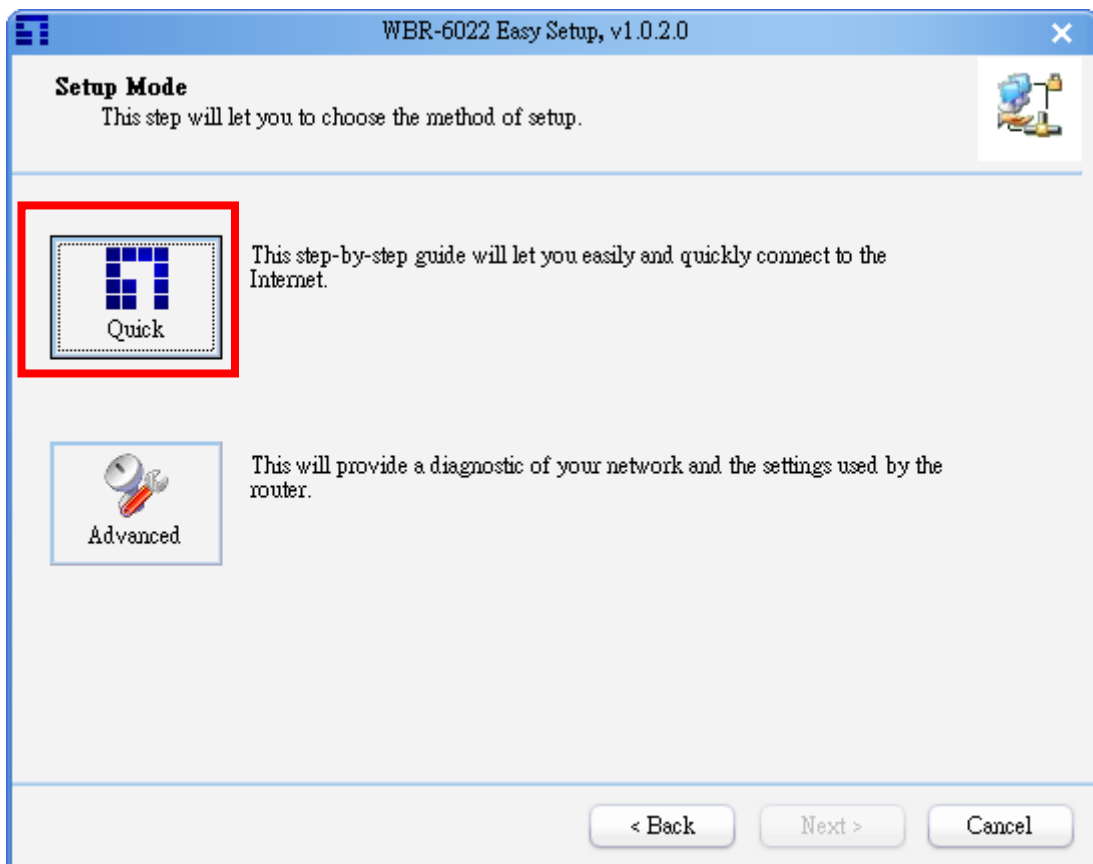 WBR-6022 Easy Setup, v1.0.2.0
Setup Mode
This step will let you to choose the method of setup.
This step-by-step guide will let you easily and quickly connect to the
Internet.
Quick
This will provide a diagnostic of your network and the settings used by the
router.
Advanced
< Back
Next >
Cancel